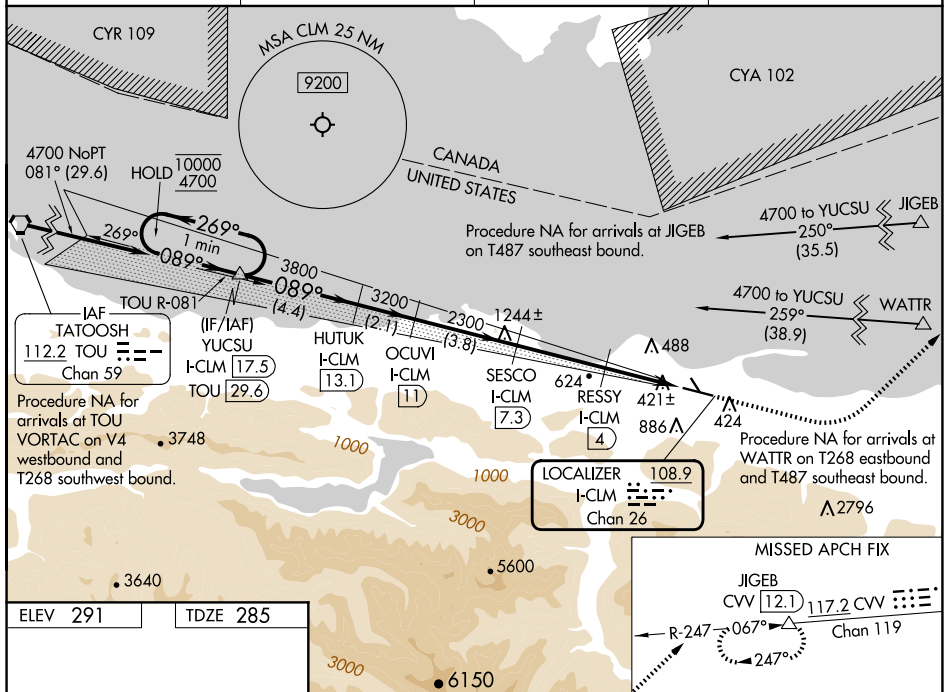 CYR 109
MSA CLM 25 NM
9200
CYA 102
4700 NoPT
081° (29.6)
HOLD
10000
4700
CANADA
UNITED STATES
269°
269°
1 min
089°
3800
089°
(4.4)
3200
(2.1)
2300
(3.8)
1244±
TOU R-081
Procedure NA for arrivals at JIGEB
on T487 southeast bound.
4700 to YUCSU
250°
(35.5)
JIGEB
4700 to YUCSU
259°
(38.9)
WATTR
IAF
TATOOSH
112.2 TOU
Chan 59
(IF/IAF)
YUCSU
I-CLM 17.5
TOU 29.6
HUTUK
I-CLM
13.1
OCUVI
I-CLM
11
SESCO
I-CLM
7.3
624
RESSY
I-CLM
4
488
421±
424
886
Procedure NA for
arrivals at TOU
VORTAC on V4
westbound and
T268 southwest bound.
3748
1000
1000
3000
LOCALIZER 108.9
I-CLM
Chan 26
Procedure NA for arrivals at
WATTR on T268 eastbound
and T487 southeast bound.
2796
3640
5600
ELEV 291
TDZE 285
3000
6150
MISSED APCH FIX
JIGEB
CVV 12.1
117.2 CVV
Chan 119
R-247
067°
247°